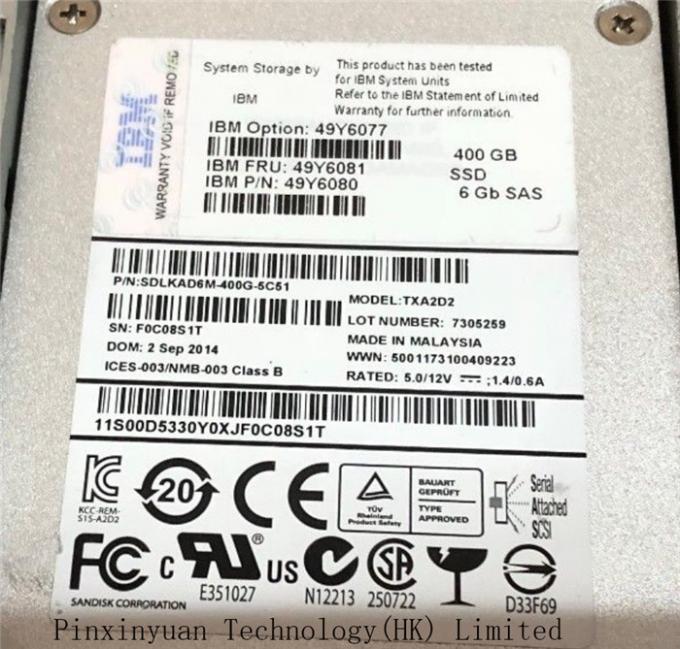 IBM
WARRANTY VOID IF REMOVED
System Storage by
IBM
This product has been tested
for IBM System Units
Refer to the IBM Statement of Limited
Warranty for further information.
IBM Option: 49Y6077
IBM FRU: 49Y6081
IBM P/N: 49Y6080
400 GB
SSD
6 Gb SAS
P/N:SDLKAD6M-400G-5C51
SN: F0C08S1T
DOM: 2 Sep 2014
ICES-003/NMB-003 Class B
MODEL:TXA2D2
LOT NUMBER: 7305259
MADE IN MALAYSIA
WWN: 5001173100409223
RATED: 5.0/12V ⎓ ;1.4/0.6A
11S00D5330Y0XJF0C08S1T
KCC-REM-
S1S-A2D2
20
CE
TÜV
Rheinland
Product Safety
BAUART
GEPRÜFT
TYPE
APPROVED
Serial
Attached
SCSI
FC
SANDISK CORPORATION
C RU ® US
E351027
N12213
SA
250722
D33F69
Pinxinyuan Technology(HK) Limited